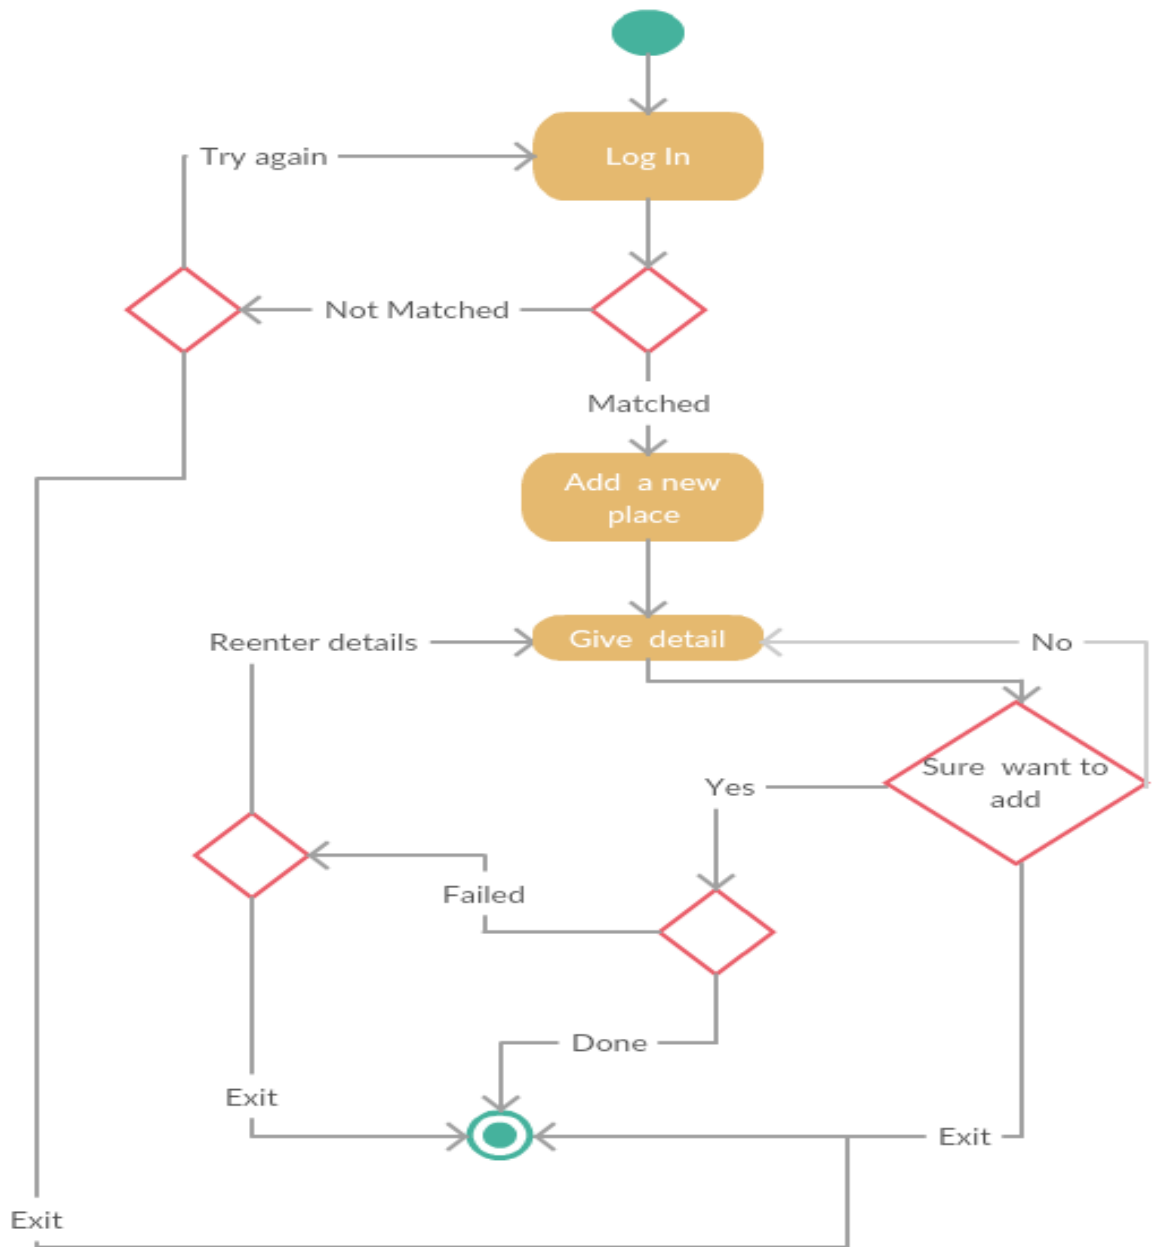 Try again
Log In
Not Matched
Matched
Add a new
place
Reenter details
Give detail
No
Sure want to
add
Yes
Failed
Done
Exit
Exit
Exit